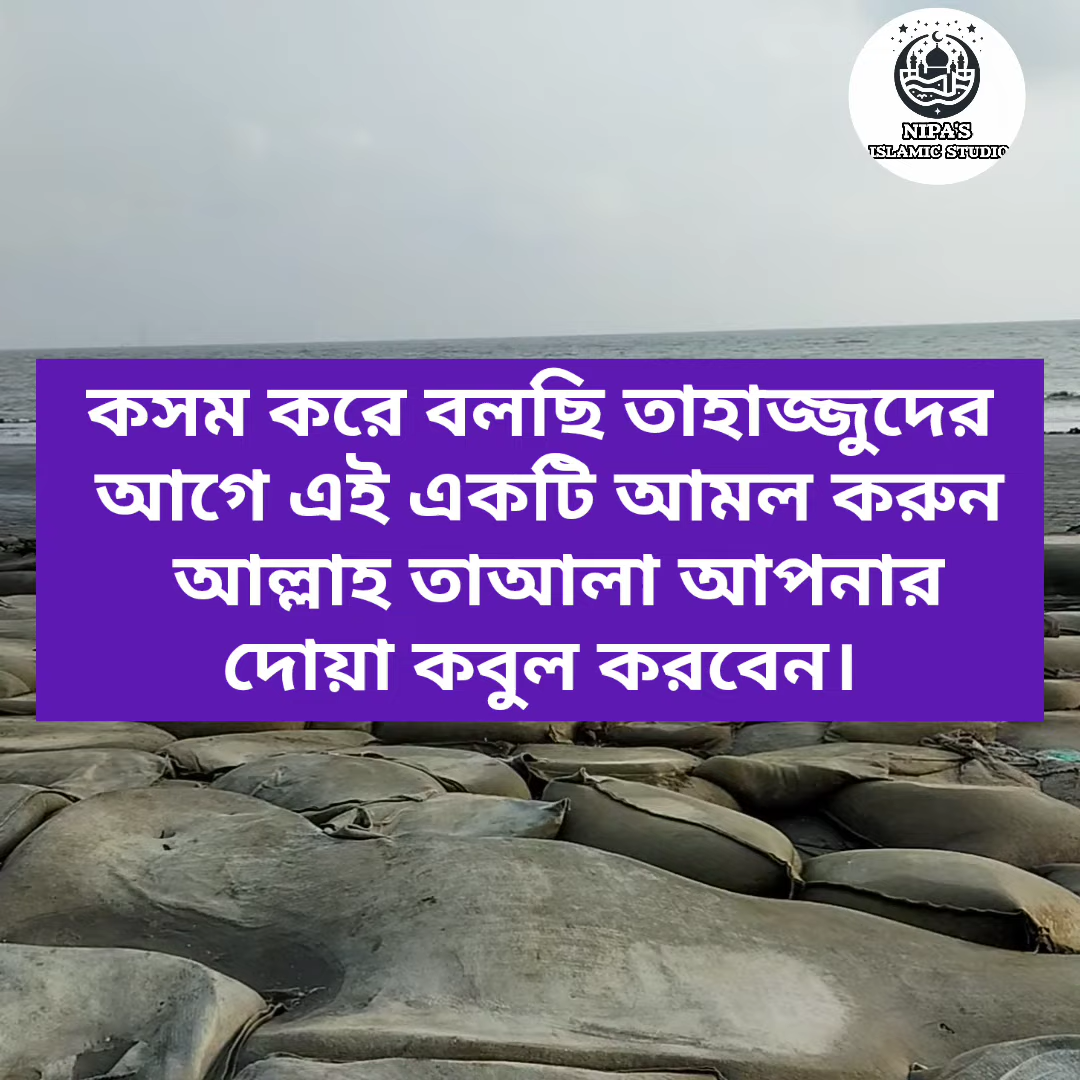 NIPA'S
ISLAMIC STUDIO
কসম করে বলছি তাহাজ্জুদের
আগে এই একটি আমল করুন
আল্লাহ তাআলা আপনার
দোয়া কবুল করবেন।